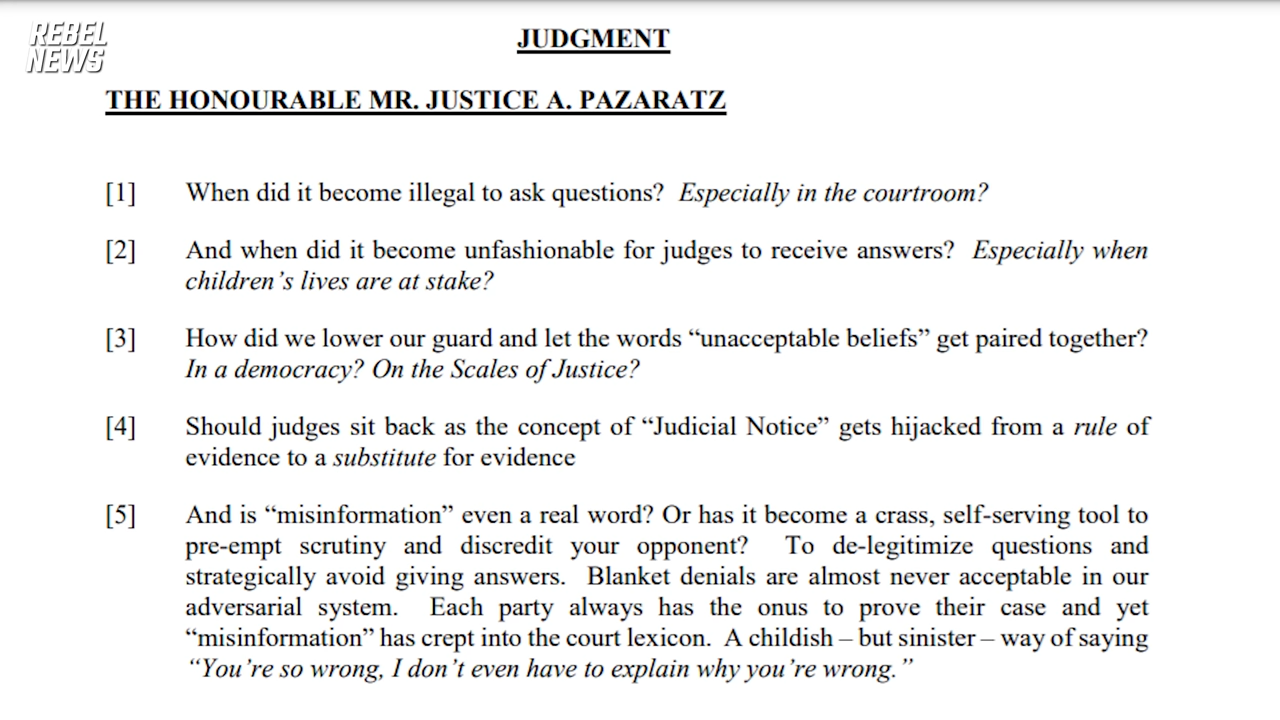 REBEL
NEWS
JUDGMENT
THE HONOURABLE MR. JUSTICE A. PAZARATZ
[1] When did it become illegal to ask questions? Especially in the courtroom?
[2] And when did it become unfashionable for judges to receive answers? Especially when
children’s lives are at stake?
[3] How did we lower our guard and let the words “unacceptable beliefs” get paired together?
In a democracy? On the Scales of Justice?
[4] Should judges sit back as the concept of “Judicial Notice” gets hijacked from a rule of
evidence to a substitute for evidence
[5] And is “misinformation” even a real word? Or has it become a crass, self-serving tool to
pre-empt scrutiny and discredit your opponent? To de-legitimize questions and
strategically avoid giving answers. Blanket denials are almost never acceptable in our
adversarial system. Each party always has the onus to prove their case and yet
“misinformation” has crept into the court lexicon. A childish – but sinister – way of saying
“You’re so wrong, I don’t even have to explain why you’re wrong.”